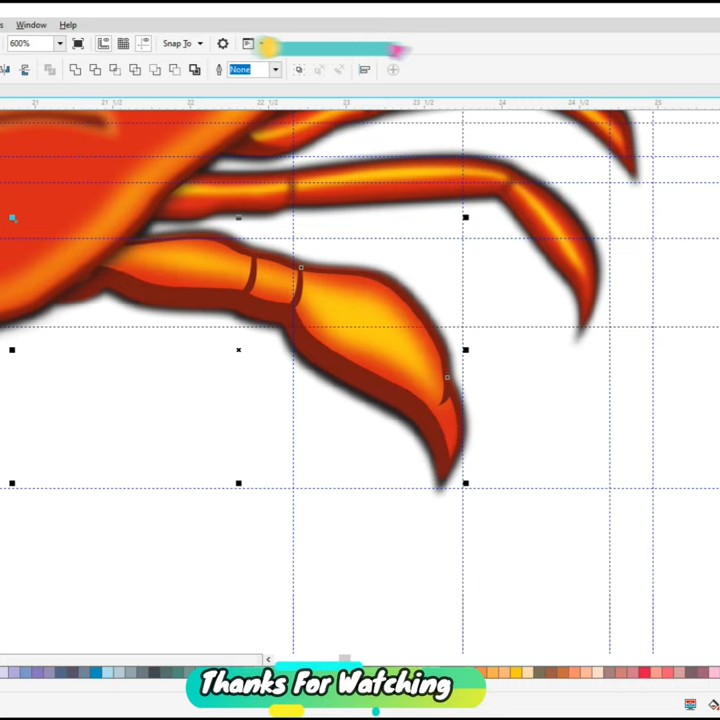 s Window Help
600% Snap To
None
21 21 1/2 22 22 1/2 23 23 1/2 24 24 1/2 25
Thanks For Watching